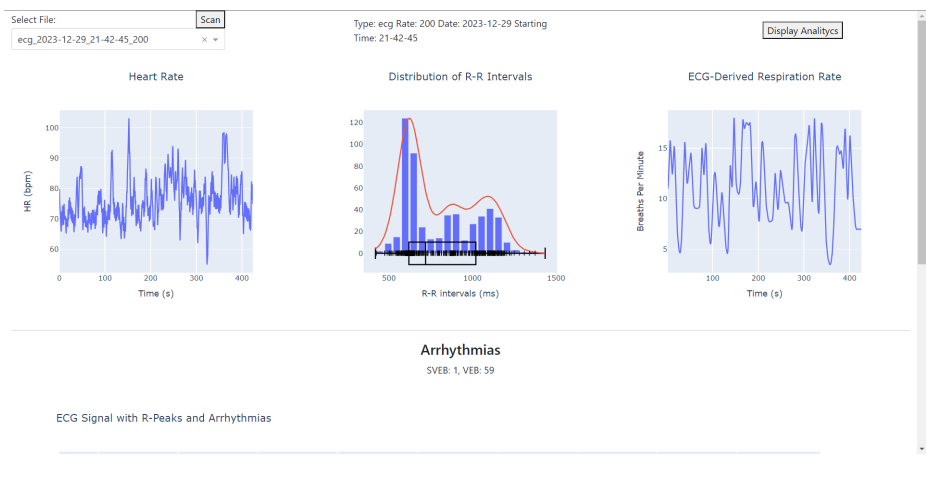 Select File:
Scan
ecg_2023-12-29_21-42-45_200
Type: ecg Rate: 200 Date: 2023-12-29 Starting
Time: 21-42-45
Display Analitycs
Heart Rate
100
90
80
70
60
HR (bpm)
0 100 200 300 400
Time (s)
Distribution of R-R Intervals
120
100
80
60
40
20
0
500 1000 1500
R-R intervals (ms)
ECG-Derived Respiration Rate
15
10
5
Breaths Per Minute
100 200 300 400
Time (s)
Arrhythmias
SVEB: 1, VEB: 59
ECG Signal with R-Peaks and Arrhythmias